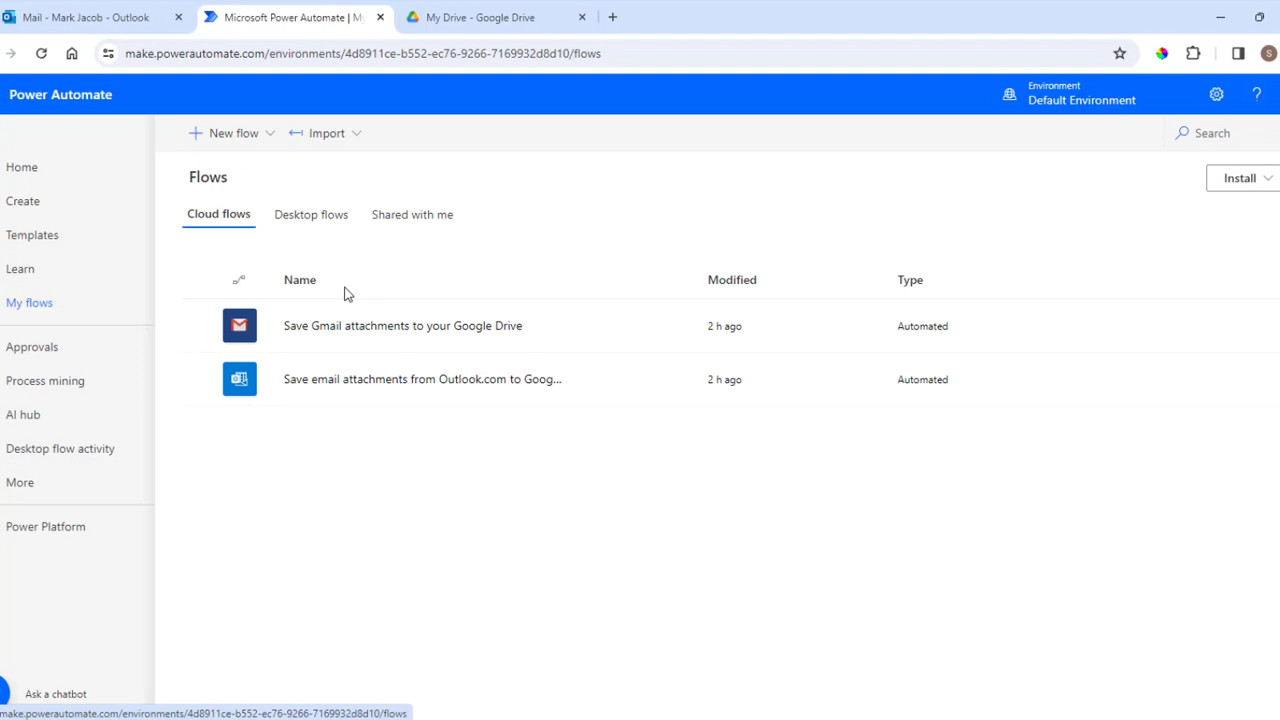 Mail - Mark Jacob - Outlook
Microsoft Power Automate | M
My Drive - Google Drive
make.powerautomate.com/environments/4d8911ce-b552-ec76-9266-7169932d8d10/flows
S
Power Automate
Environment
Default Environment
?
New flow
Import
Search
Home
Create
Templates
Learn
My flows
Approvals
Process mining
AI hub
Desktop flow activity
More
Power Platform
Ask a chatbot
Flows
Install
Cloud flows
Desktop flows
Shared with me
Name
Modified
Type
Save Gmail attachments to your Google Drive
2 h ago
Automated
Save email attachments from Outlook.com to Goog...
2 h ago
Automated
make.powerautomate.com/environments/4d8911ce-b552-ec76-9266-7169932d8d10/flows